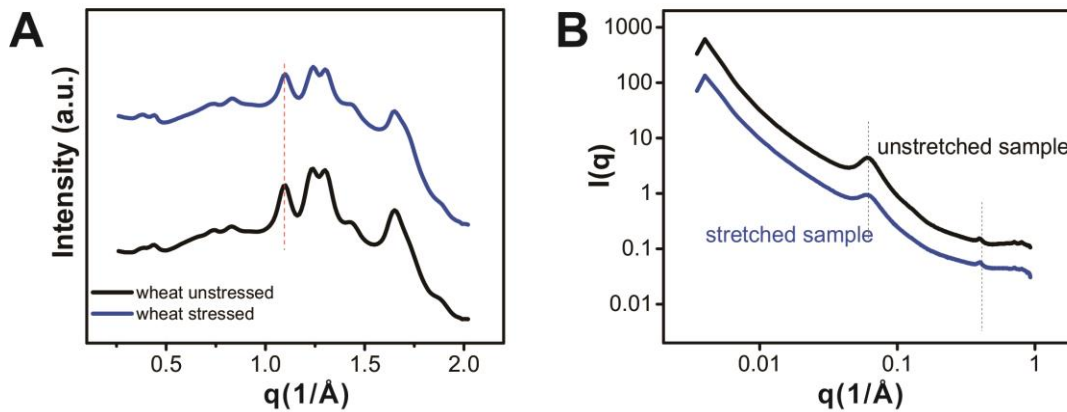 A
Intensity (a.u.)
wheat unstressed
wheat stressed
0.5 1.0 1.5 2.0
q(1/Å)
B
1000
100
10
1
0.1
0.01
I(q)
unstretched sample
stretched sample
0.01 0.1 1
q(1/Å)